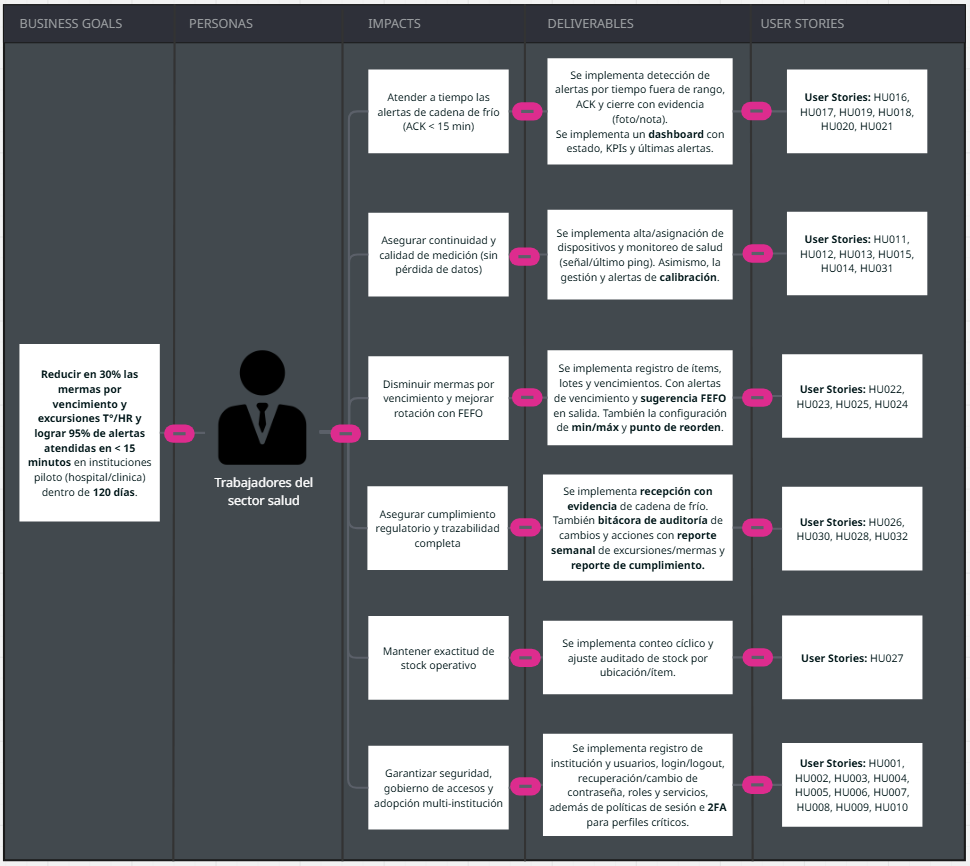 BUSINESS GOALS
PERSONAS
IMPACTS
DELIVERABLES
USER STORIES
Reducir en 30% las
mermas por
vencimiento y
excursiones T°/HR y
lograr 95% de alertas
atendidas en < 15
minutos en instituciones
piloto (hospital/clinica)
dentro de 120 días.
Trabajadores del
sector salud
Atender a tiempo las
alertas de cadena de frío
(ACK < 15 min)
Se implementa detección de
alertas por tiempo fuera de rango,
ACK y cierre con evidencia
(foto/nota).
Se implementa un dashboard con
estado, KPIs y últimas alertas.
User Stories: HU016,
HU017, HU019, HU018,
HU020, HU021
Asegurar continuidad y
calidad de medición (sin
pérdida de datos)
Se implementa alta/asignación de
dispositivos y monitoreo de salud
(señal/último ping). Asimismo, la
gestión y alertas de calibración.
User Stories: HU011,
HU012, HU013, HU015,
HU014, HU031
Disminuir mermas por
vencimiento y mejorar
rotación con FEFO
Se implementa registro de ítems,
lotes y vencimientos. Con alertas
de vencimiento y sugerencia FEFO
en salida. También la configuración
de min/máx y punto de reorden.
User Stories: HU022,
HU023, HU025, HU024
Asegurar cumplimiento
regulatorio y trazabilidad
completa
Se implementa recepción con
evidencia de cadena de frío.
También bitácora de auditoría de
cambios y acciones con reporte
semanal de excursiones/mermas y
reporte de cumplimiento.
User Stories: HU026,
HU030, HU028, HU032
Mantener exactitud de
stock operativo
Se implementa conteo cíclico y
ajuste auditado de stock por
ubicación/ítem.
User Stories: HU027
Garantizar seguridad,
gobierno de accesos y
adopción multi-institución
Se implementa registro de
institución y usuarios, login/logout,
recuperación/cambio de
contraseña, roles y servicios,
además de políticas de sesión e 2FA
para perfiles críticos.
User Stories: HU001,
HU002, HU003, HU004,
HU005, HU006, HU007,
HU008, HU009, HU010